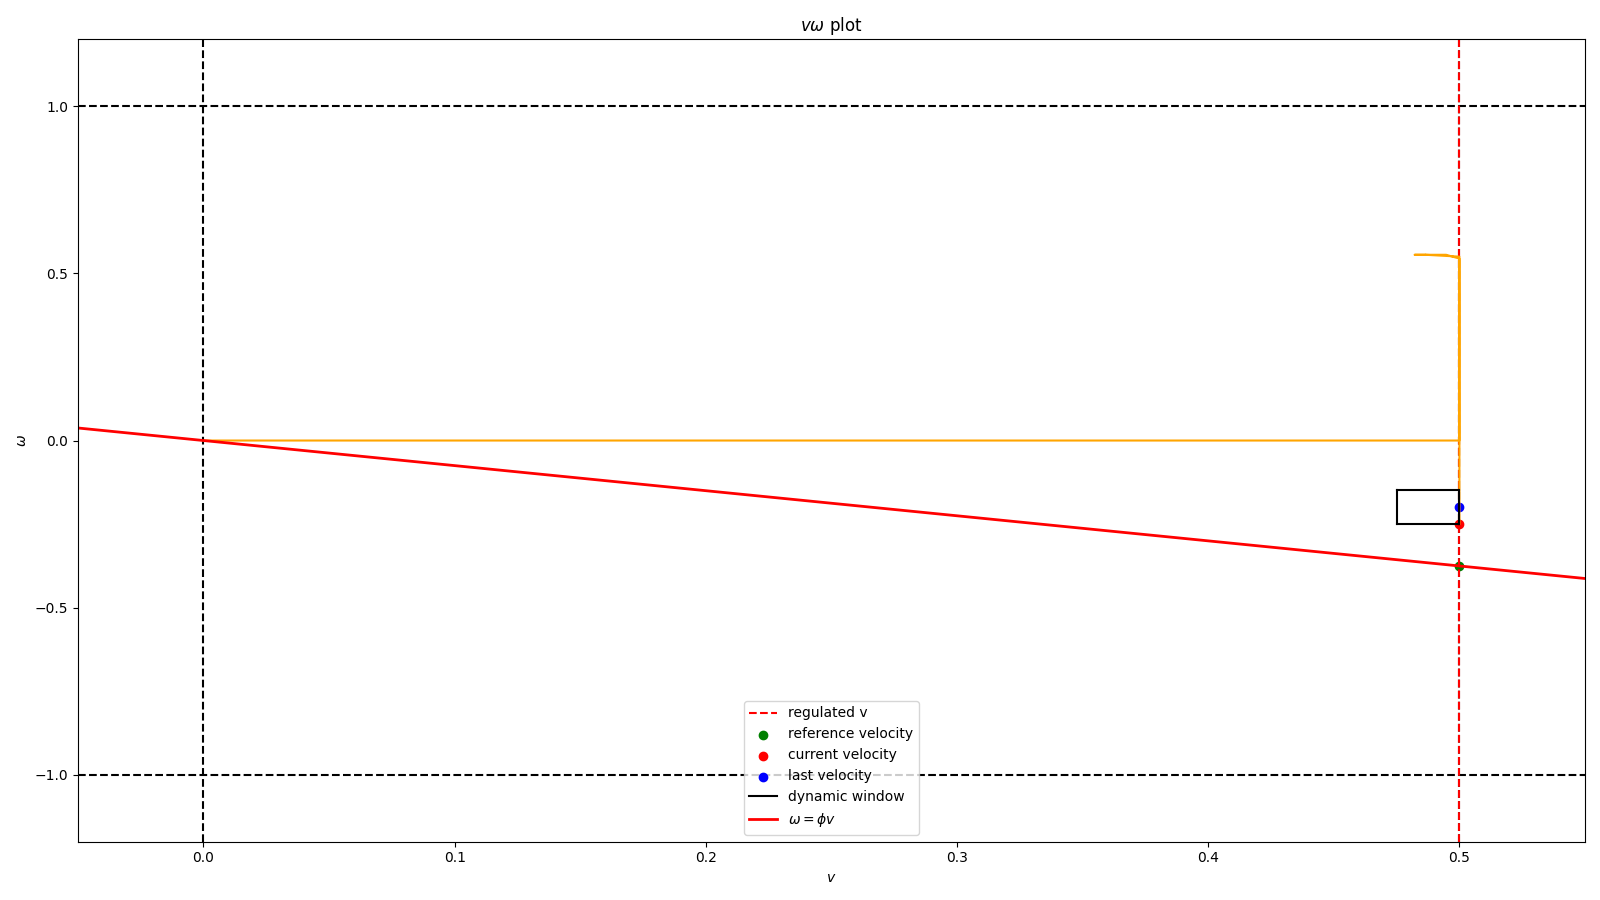 vω plot
1.0
0.5
0.0
−0.5
−1.0
ω
0.0 0.1 0.2 0.3 0.4 0.5
v
regulated v
reference velocity
current velocity
last velocity
dynamic window
ω = ϕv